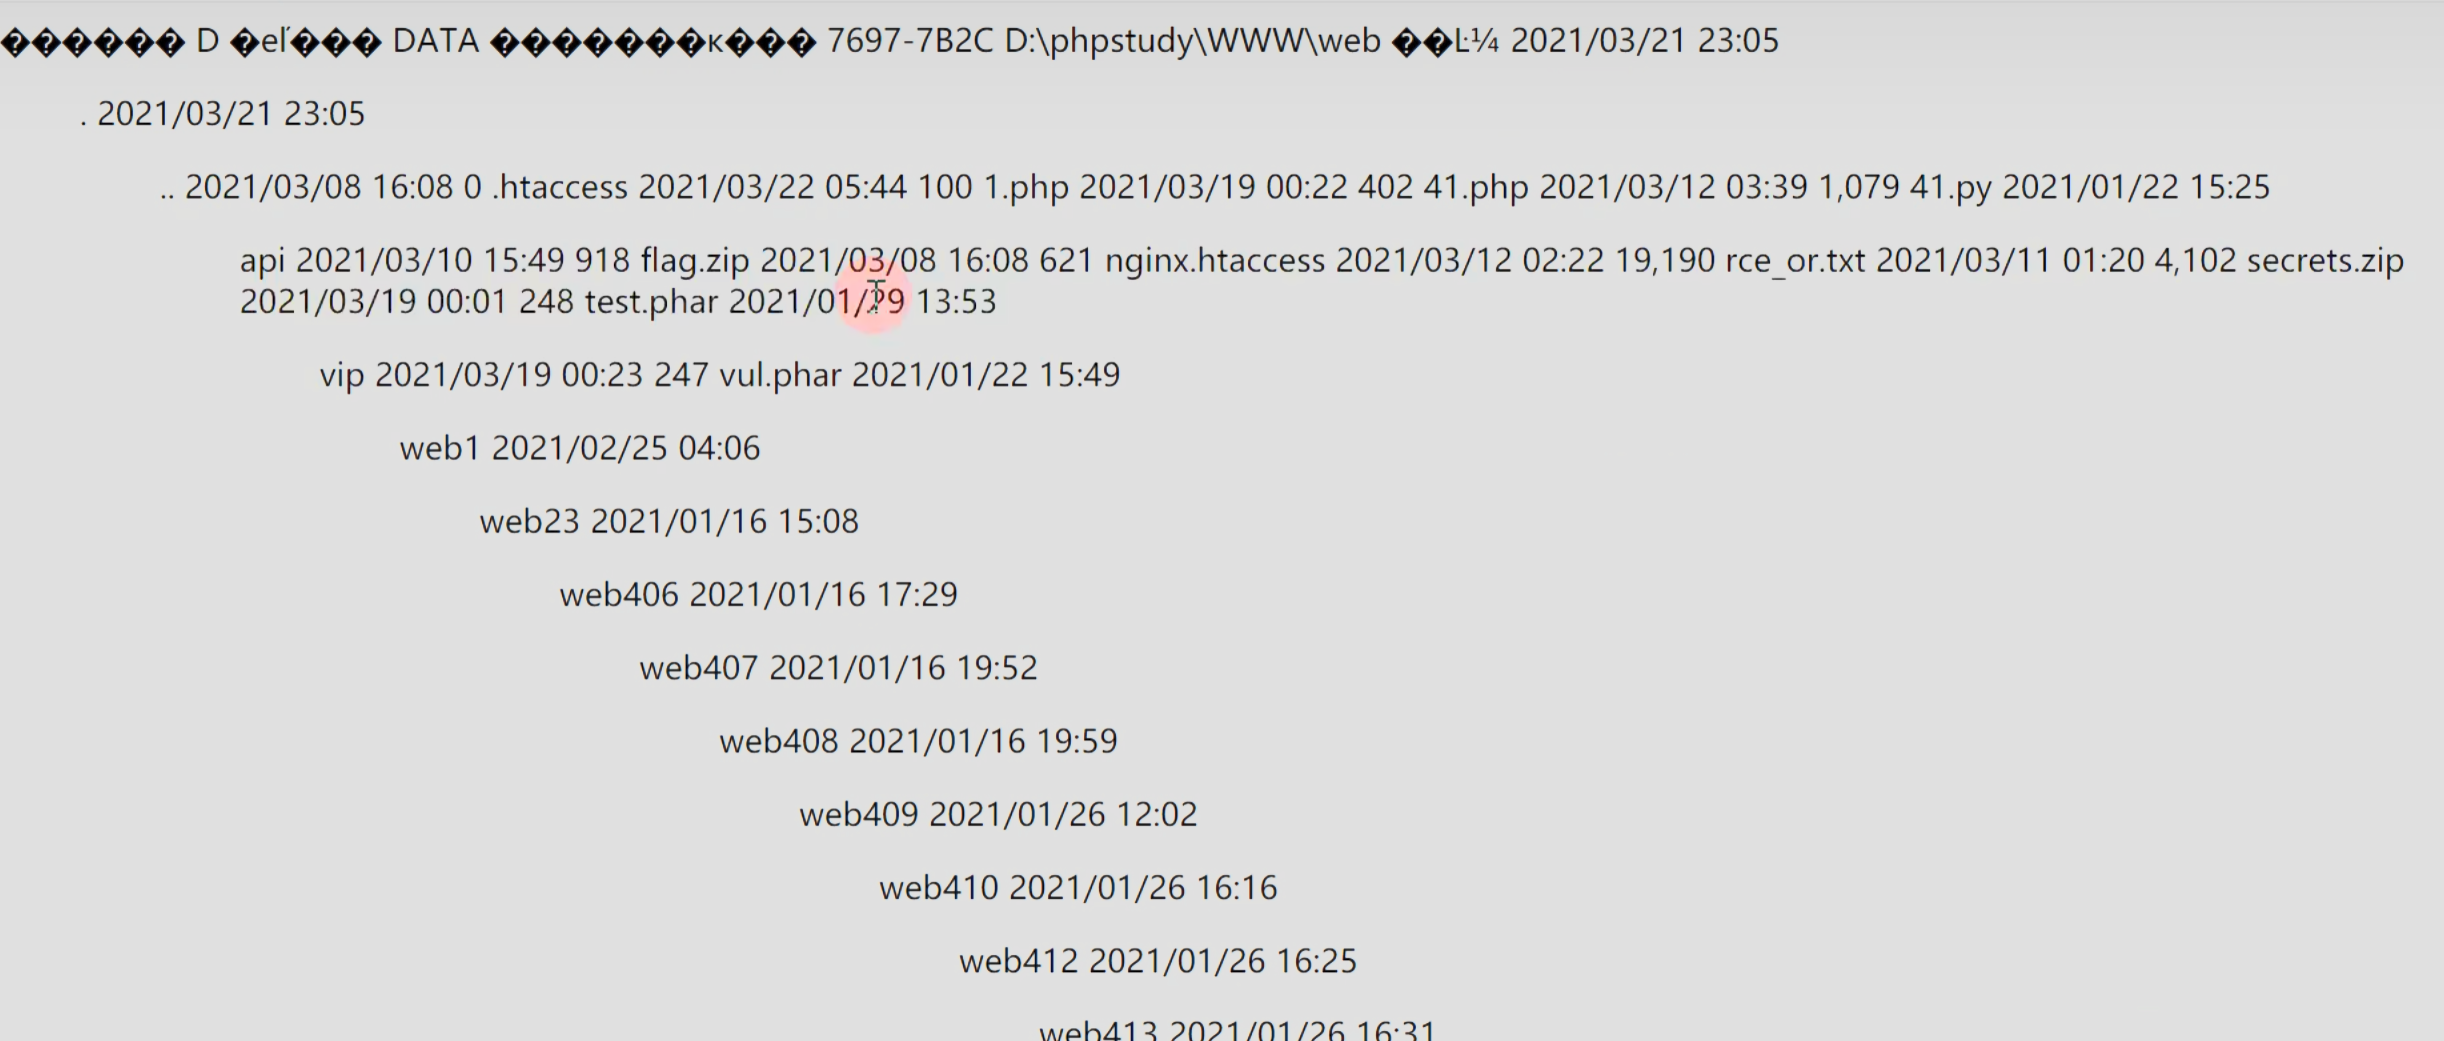 ������ D �eľ��� DATA �������к��� 7697-7B2C D:\phpstudy\WWW\web ��Ŀ¼ 2021/03/21 23:05
. 2021/03/21 23:05
.. 2021/03/08 16:08 0 .htaccess 2021/03/22 05:44 100 1.php 2021/03/19 00:22 402 41.php 2021/03/12 03:39 1,079 41.py 2021/01/22 15:25
api 2021/03/10 15:49 918 flag.zip 2021/03/08 16:08 621 nginx.htaccess 2021/03/12 02:22 19,190 rce_or.txt 2021/03/11 01:20 4,102 secrets.zip
2021/03/19 00:01 248 test.phar 2021/01/29 13:53
vip 2021/03/19 00:23 247 vul.phar 2021/01/22 15:49
web1 2021/02/25 04:06
web23 2021/01/16 15:08
web406 2021/01/16 17:29
web407 2021/01/16 19:52
web408 2021/01/16 19:59
web409 2021/01/26 12:02
web410 2021/01/26 16:16
web412 2021/01/26 16:25
web413 2021/01/26 16:31